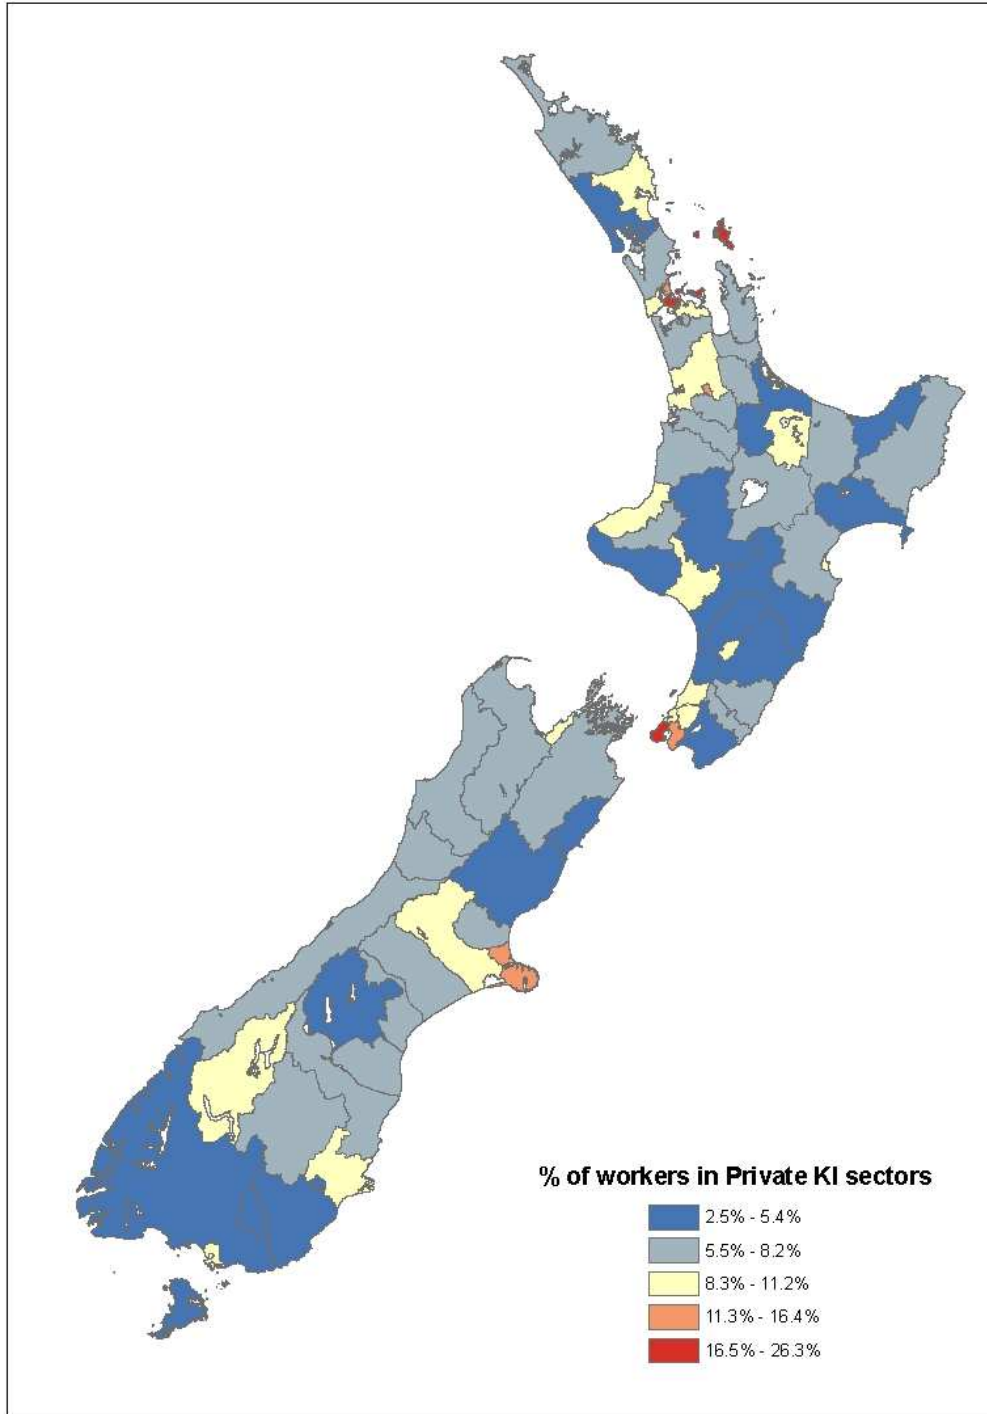 % of workers in Private KI sectors
2.5% - 5.4%
5.5% - 8.2%
8.3% - 11.2%
11.3% - 16.4%
16.5% - 26.3%